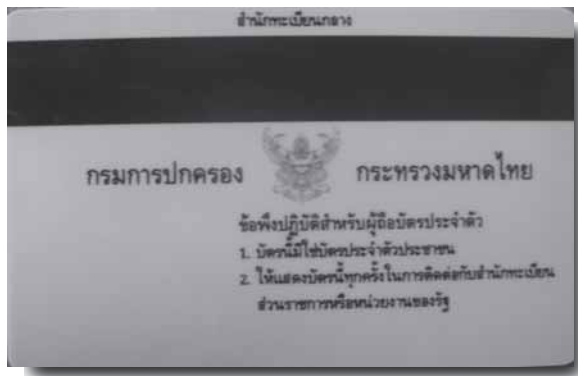 สำนักทะเบียนกลาง
กรมการปกครอง กระทรวงมหาดไทย
ข้อพึงปฏิบัติสำหรับผู้ถือบัตรประจำตัว
1. บัตรนี้มิใช่บัตรประจำตัวประชาชน
2. ให้แสดงบัตรนี้ทุกครั้งในการติดต่อกับสำนักทะเบียน
ส่วนราชการหรือหน่วยงานของรัฐ